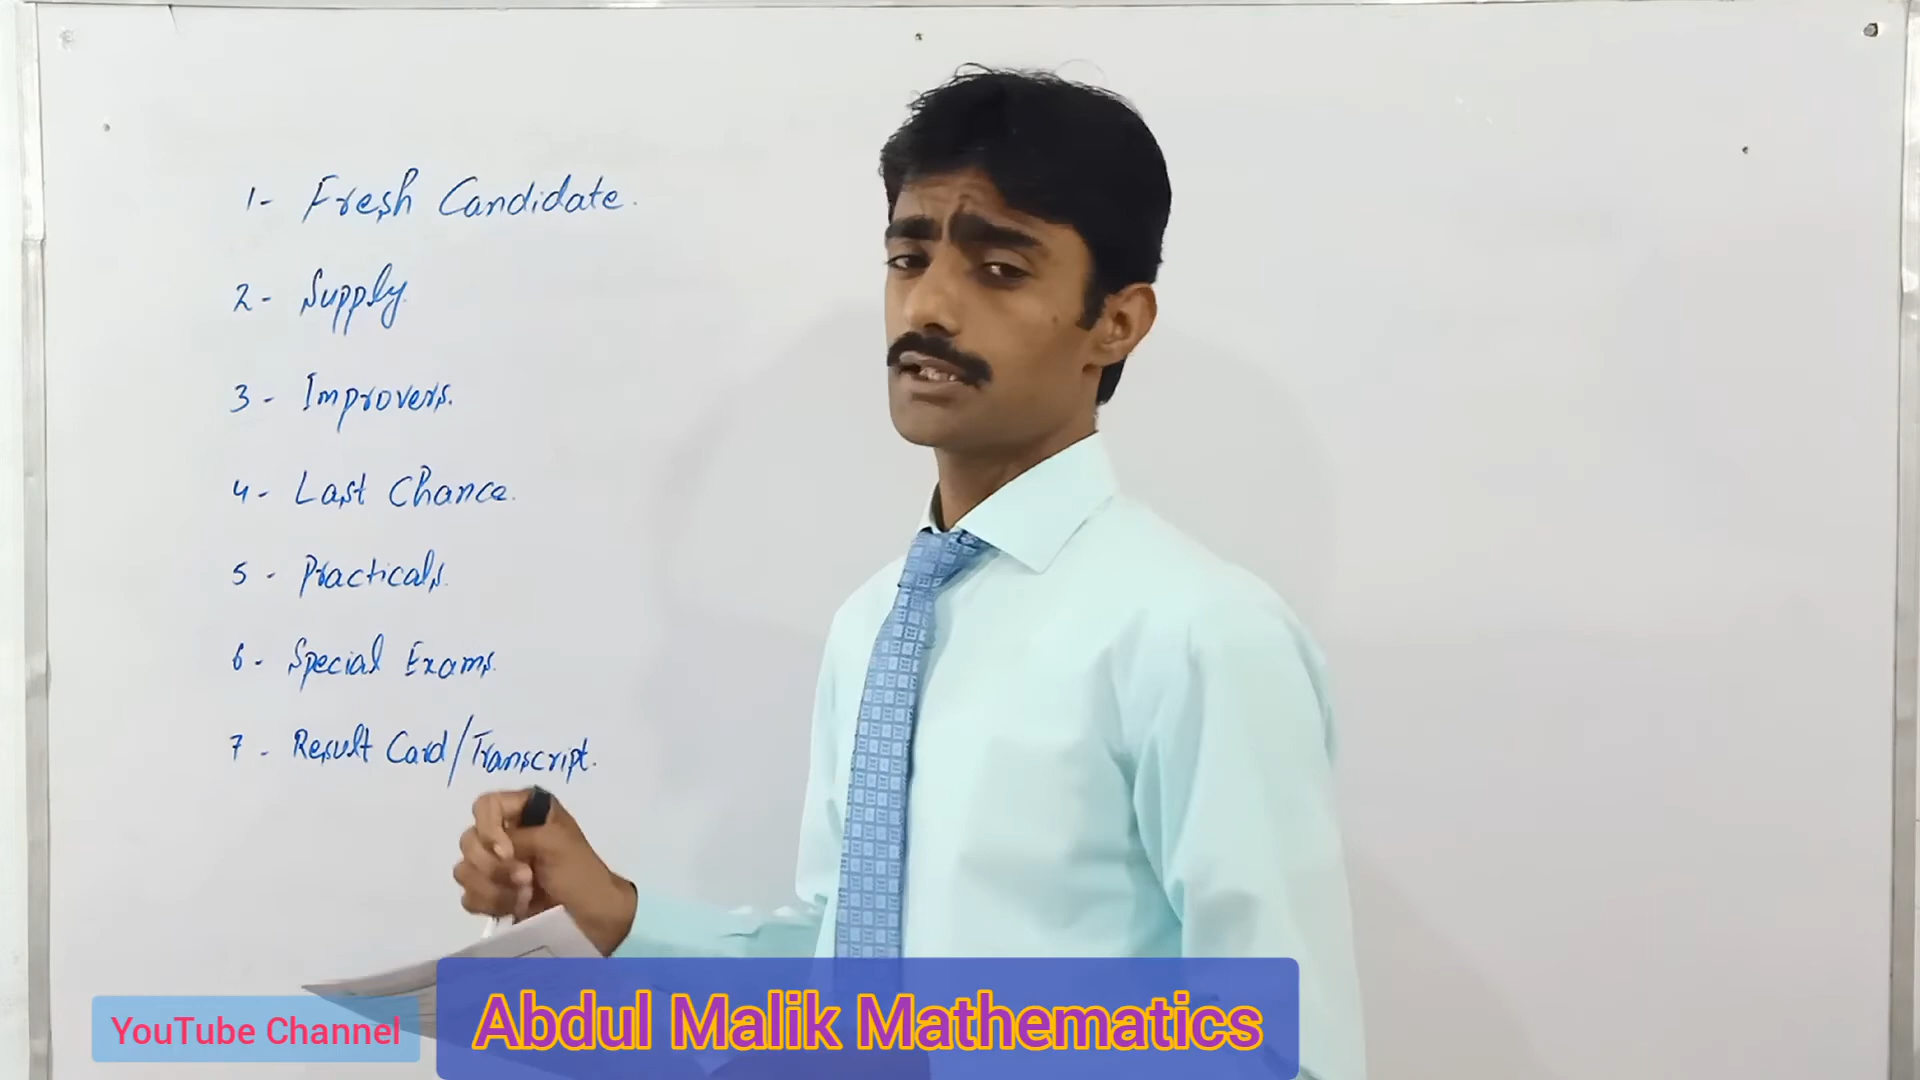 1- Fresh Candidate.
2- Supply.
3- Improvers.
4- Last Chance.
5- Practicals.
6- Special Exams.
7- Result Card/Transcript.
YouTube Channel
Abdul Malik Mathematics